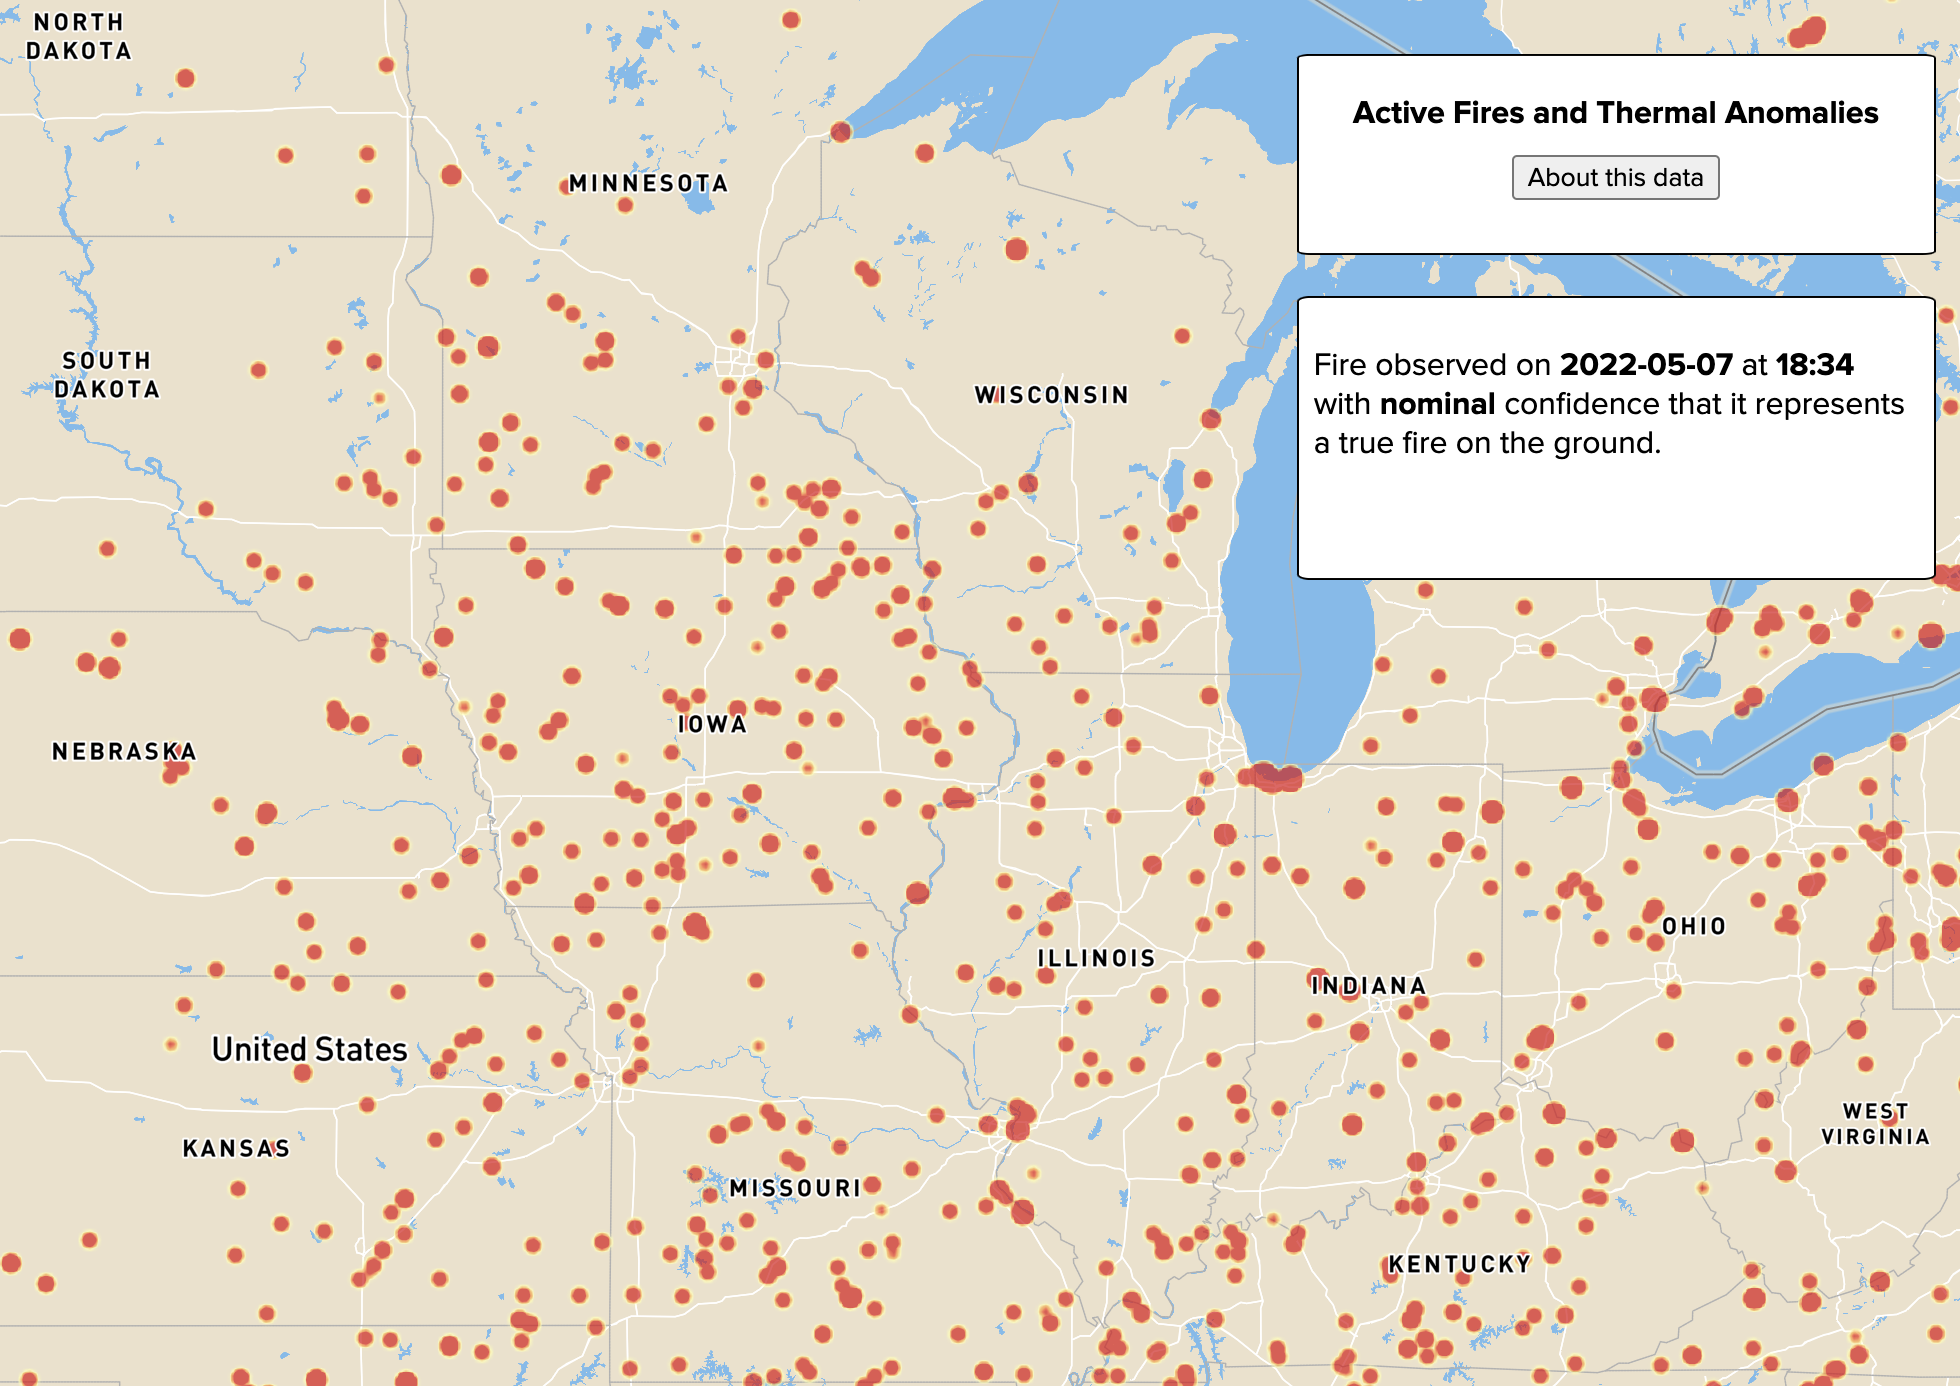 NORTH
DAKOTA
Active Fires and Thermal Anomalies
About this data
MINNESOTA
Fire observed on 2022-05-07 at 18:34
with nominal confidence that it represents
a true fire on the ground.
SOUTH
DAKOTA
WISCONSIN
IOWA
NEBRASKA
OHIO
ILLINOIS
INDIANA
United States
WEST
VIRGINIA
KANSAS
MISSOURI
KENTUCKY